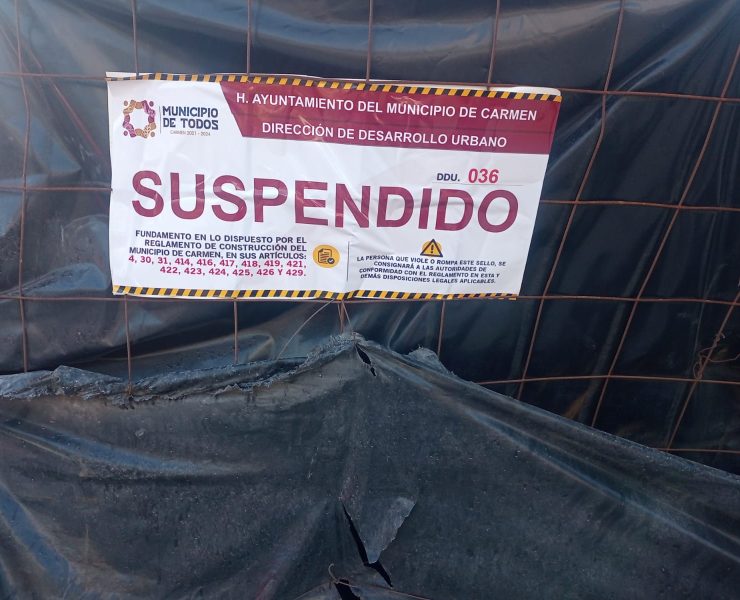 MUNICIPIO
DE TODOS
CARMEN 2021 - 2024
H. AYUNTAMIENTO DEL MUNICIPIO DE CARMEN
DIRECCIÓN DE DESARROLLO URBANO
DDU. 036
SUSPENDIDO
FUNDAMENTO EN LO DISPUESTO POR EL
REGLAMENTO DE CONSTRUCCIÓN DEL
MUNICIPIO DE CARMEN, EN SUS ARTÍCULOS:
4, 30, 31, 414, 416, 417, 418, 419, 421,
422, 423, 424, 425, 426 Y 429.
LA PERSONA QUE VIOLE O ROMPA ESTE SELLO, SE
CONSIGNARÁ A LAS AUTORIDADES DE
CONFORMIDAD CON EL REGLAMENTO EN ESTA Y
DEMÁS DISPOSICIONES LEGALES APLICABLES.